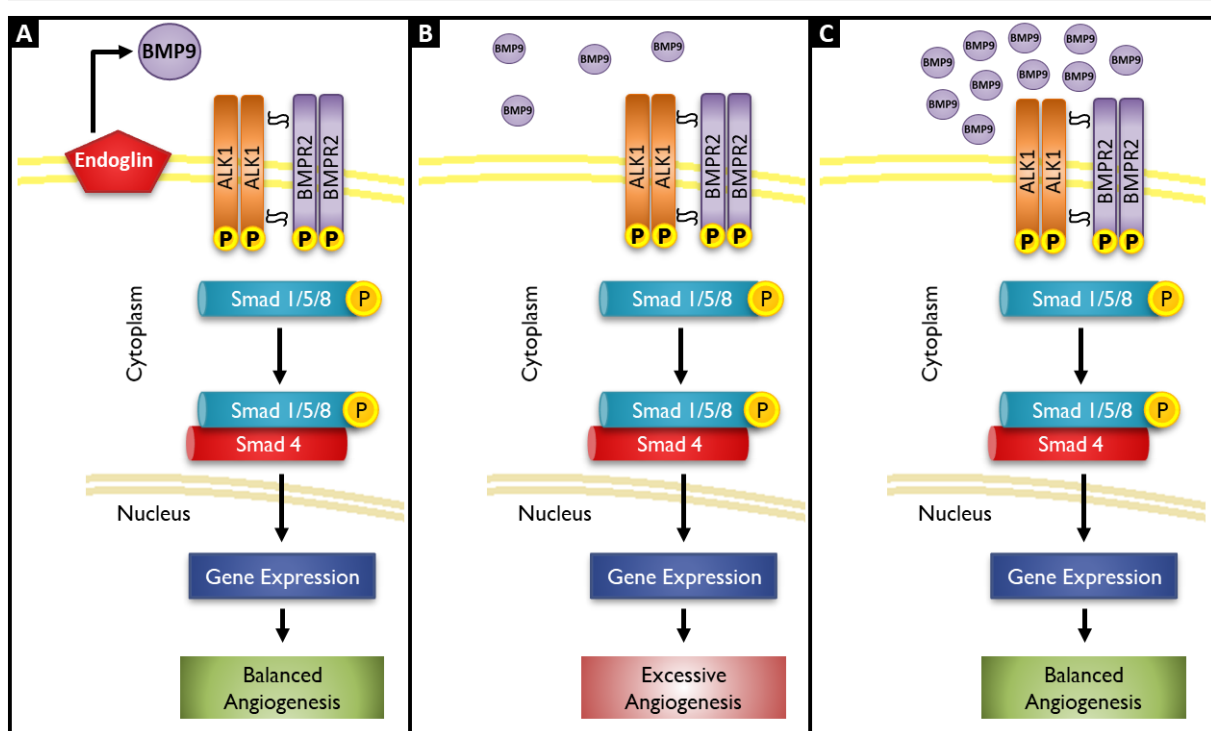 A
BMP9
Endoglin
ALK1
ALK1
BMPR2
BMPR2
P
P
P
P
Cytoplasm
Smad 1/5/8
P
Smad 1/5/8
P
Smad 4
Nucleus
Gene Expression
Balanced
Angiogenesis
B
BMP9
BMP9
BMP9
BMP9
ALK1
ALK1
BMPR2
BMPR2
P
P
P
P
Cytoplasm
Smad 1/5/8
P
Smad 1/5/8
P
Smad 4
Nucleus
Gene Expression
Excessive
Angiogenesis
C
BMP9
BMP9
BMP9
BMP9
BMP9
BMP9
BMP9
BMP9
BMP9
BMP9
ALK1
ALK1
BMPR2
BMPR2
P
P
P
P
Cytoplasm
Smad 1/5/8
P
Smad 1/5/8
P
Smad 4
Nucleus
Gene Expression
Balanced
Angiogenesis